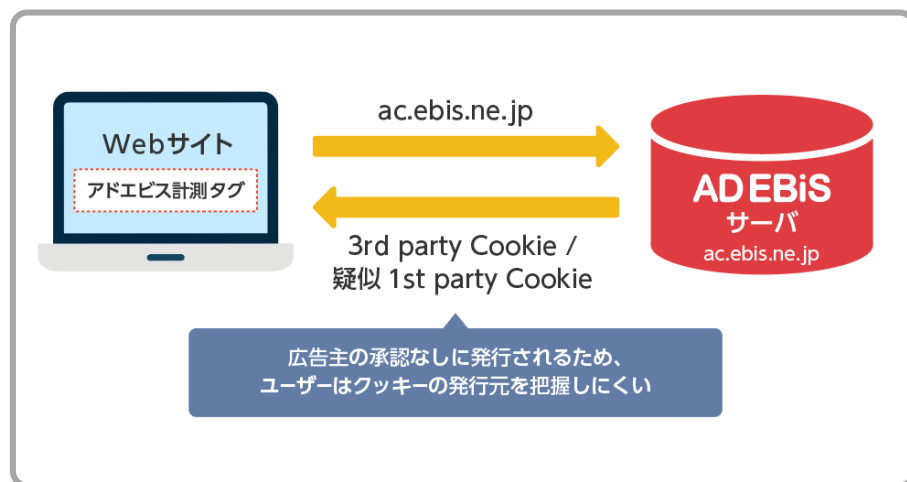 Webサイト
アドエビス計測タグ
ac.ebis.ne.jp
3rd party Cookie /
疑似 1st party Cookie
AD EBiS
サーバ
ac.ebis.ne.jp
広告主の承認なしに発行されるため、
ユーザーはクッキーの発行元を把握しにくい